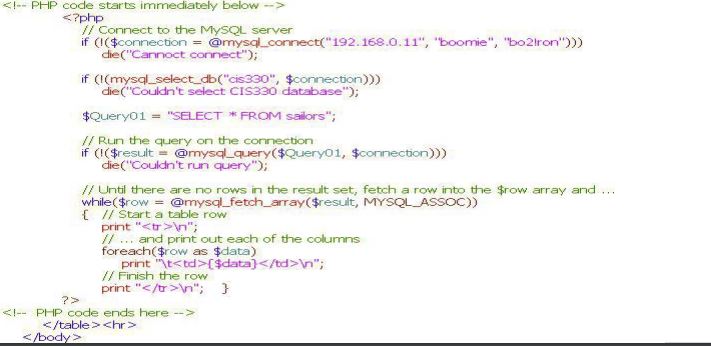 <!-- PHP code starts immediately below -->
<?php
// Connect to the MySQL server
if (!($connection = @mysql_connect("192.168.0.11", "boomie", "bo2!ron")))
die("Cannoct connect");
if (!(mysql_select_db("cis330", $connection)))
die("Couldn't select CIS330 database");
$Query01 = "SELECT * FROM sailors";
// Run the query on the connection
if (!($result = @mysql_query($Query01, $connection)))
die("Couldn't run query");
// Until there are no rows in the result set, fetch a row into the $row array and ...
while($row = @mysql_fetch_array($result, MYSQL_ASSOC))
{ // Start a table row
print "<tr>\n";
// ... and print out each of the columns
foreach($row as $data)
print "\t<td>{$data}</td>\n";
// Finish the row
print "</tr>\n"; }
?>
<!-- PHP code ends here -->
</table><hr>
</body>